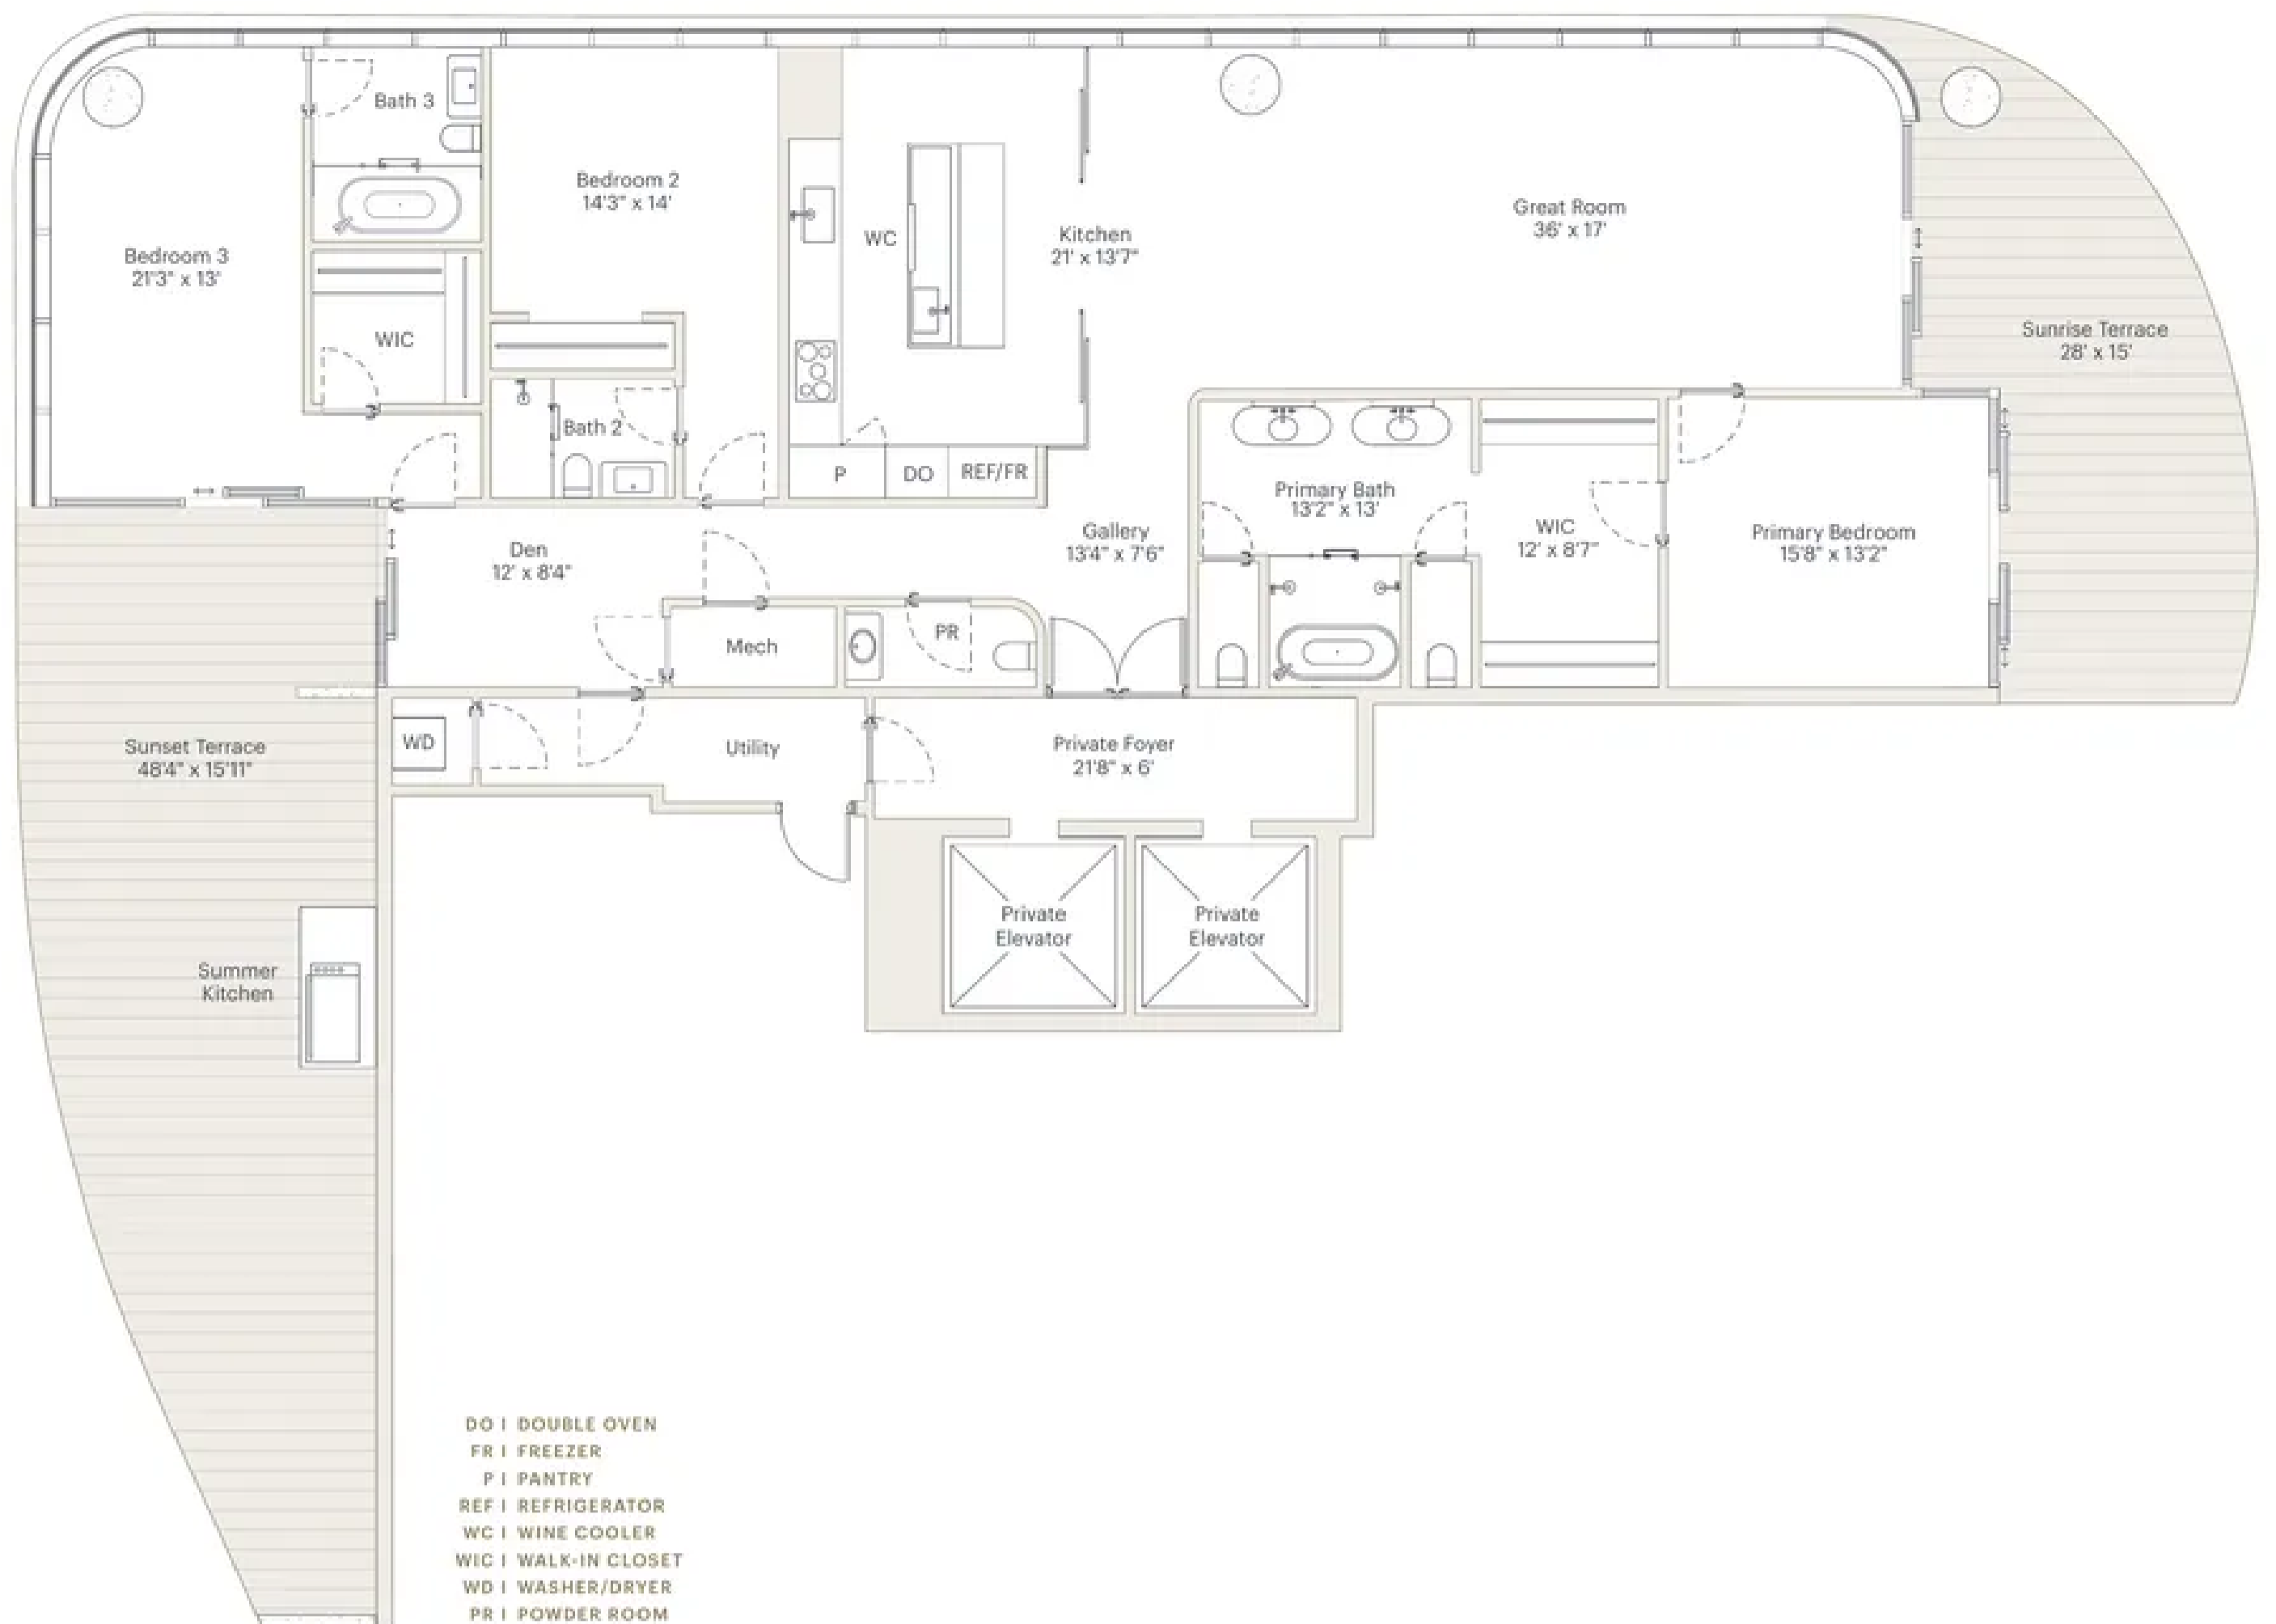 Bath 3
Bedroom 2
14'3" x 14'
Great Room
36' x 17'
WC
Kitchen
21' x 13'7"
Bedroom 3
21'3" x 13'
WIC
Sunrise Terrace
28' x 15'
Bath 2
P
DO
REF/FR
Primary Bath
13'2" x 13'
Gallery
13'4" x 7'6"
WIC
12' x 8'7"
Primary Bedroom
15'8" x 13'2"
Den
12' x 8'4"
Mech
PR
WD
Utility
Private Foyer
21'8" x 6'
Sunset Terrace
48'4" x 15'11"
Private
Elevator
Private
Elevator
Summer
Kitchen
DO | DOUBLE OVEN
FR | FREEZER
P | PANTRY
REF | REFRIGERATOR
WC | WINE COOLER
WIC | WALK-IN CLOSET
WD | WASHER/DRYER
PR | POWDER ROOM